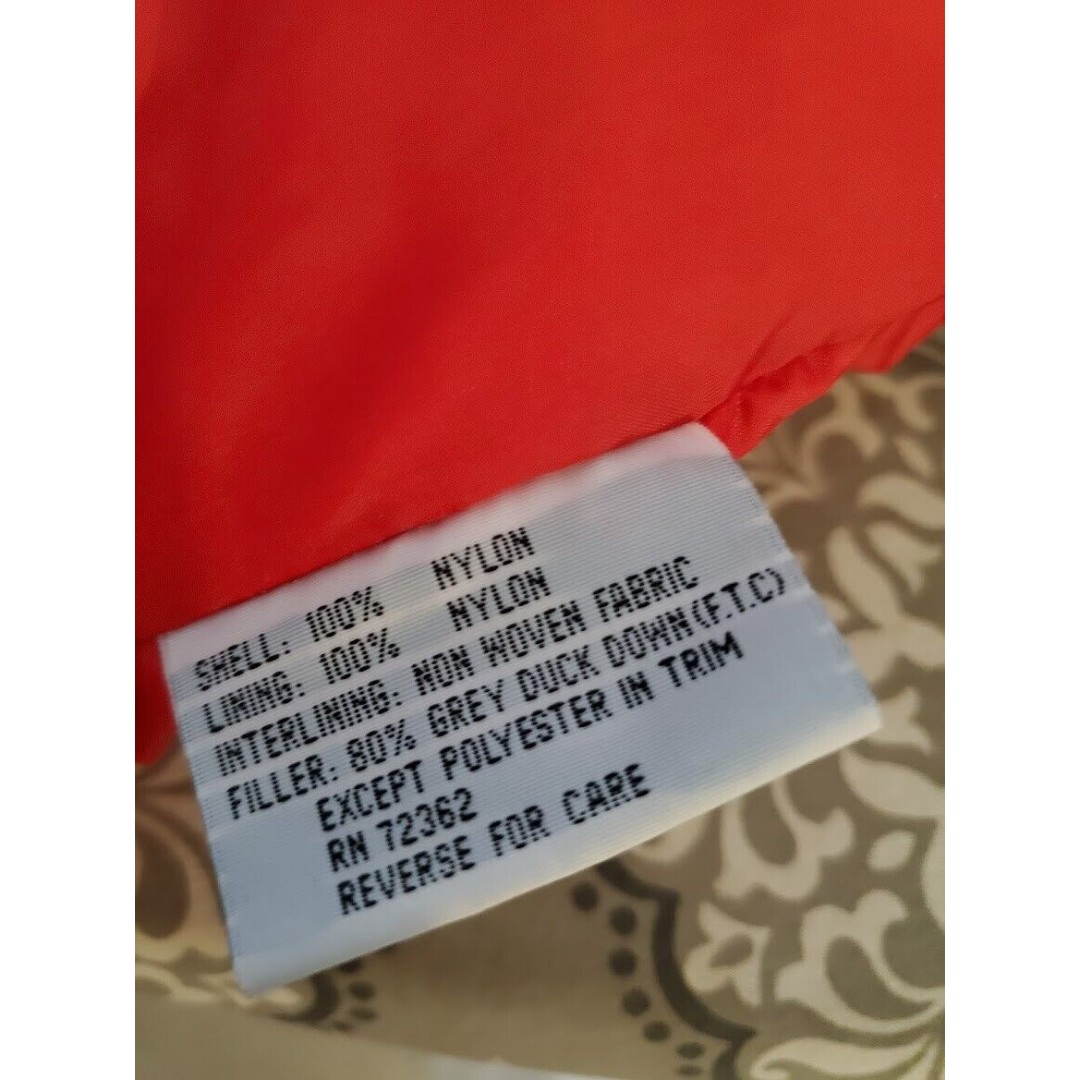 SHELL: 100% NYLON
LINING: 100% NYLON
INTERLINING: NON WOVEN FABRIC
FILLER: 80% GREY DUCK DOWN(F.T.C)
EXCEPT POLYESTER IN TRIM
RN 72362
REVERSE FOR CARE